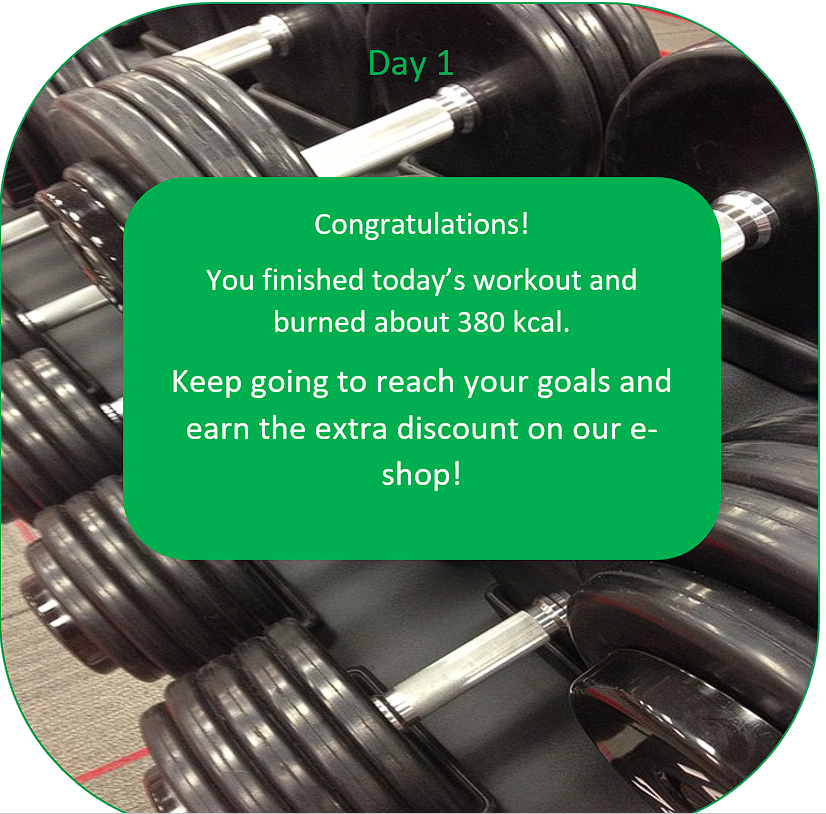 Day 1
Congratulations!
You finished today’s workout and
burned about 380 kcal.
Keep going to reach your goals and
earn the extra discount on our e-
shop!